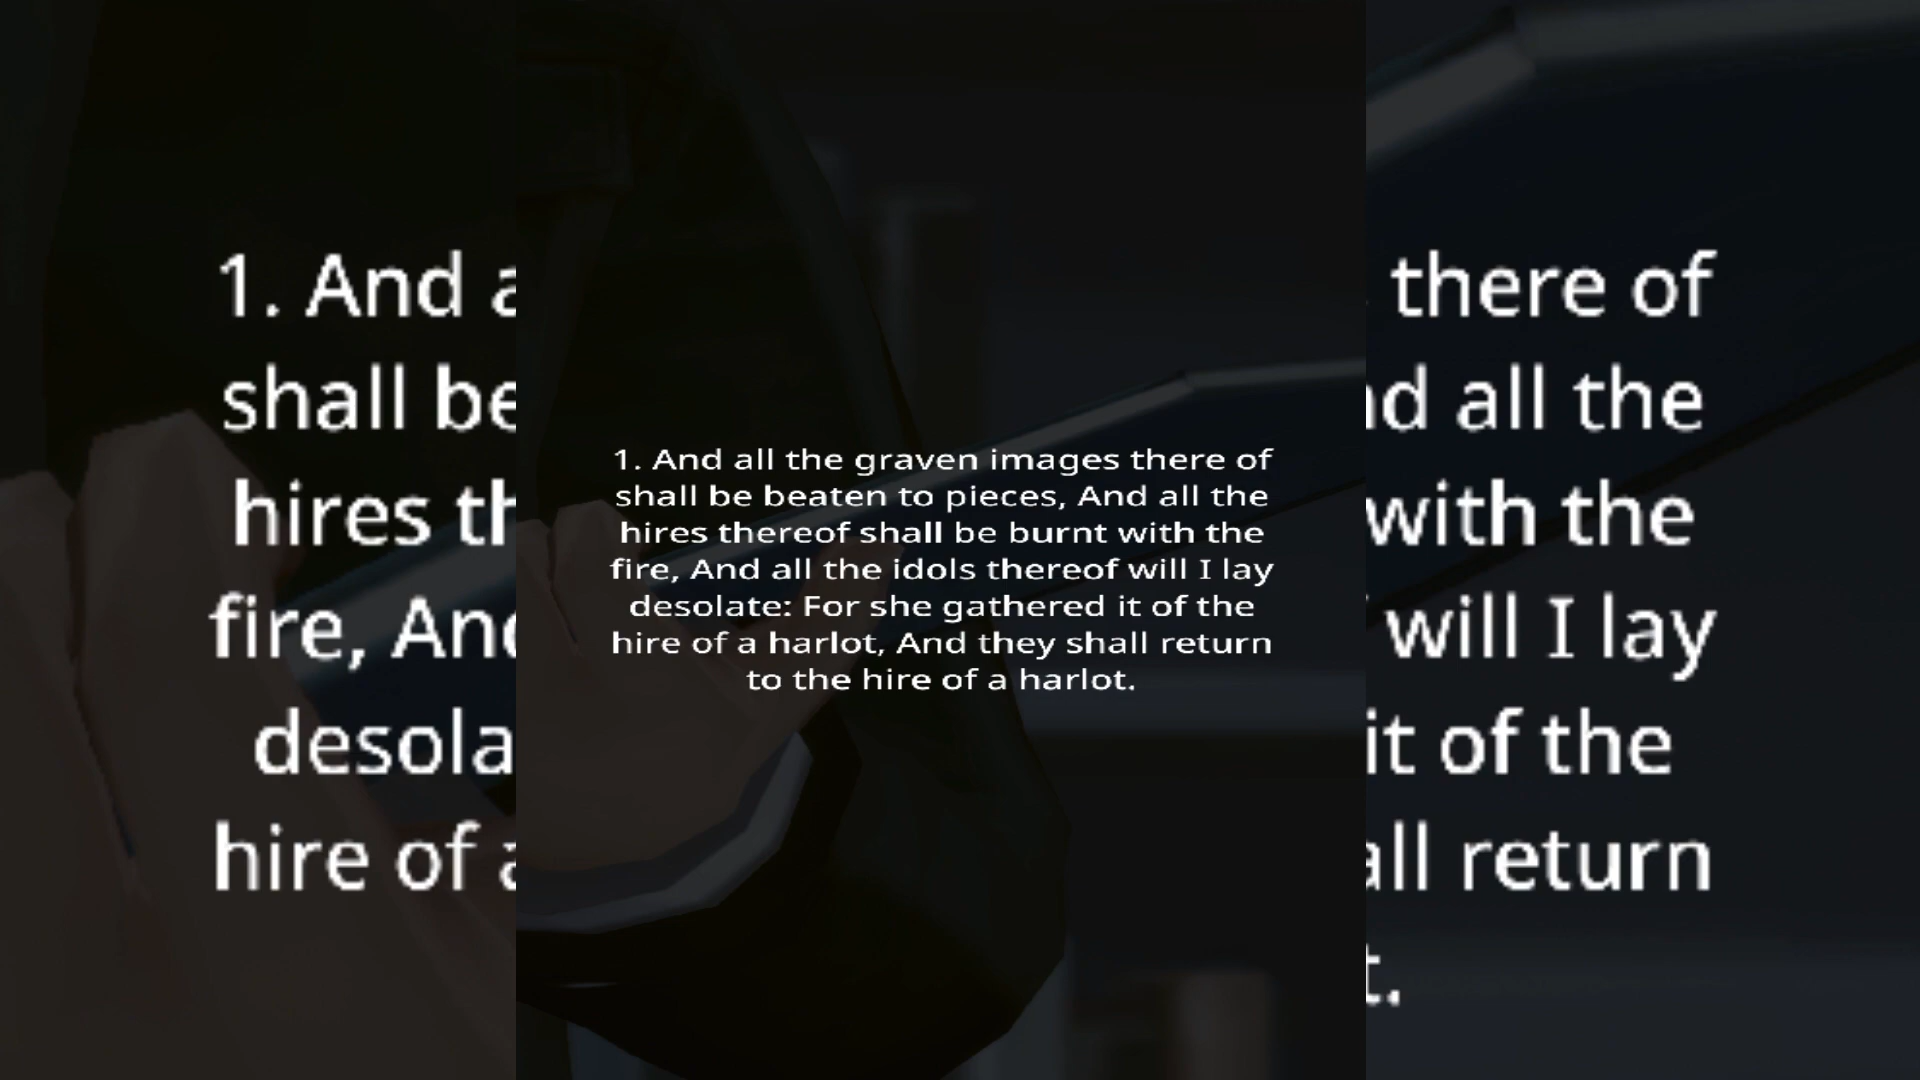 1. And all the graven images there of
shall be beaten to pieces, And all the
hires thereof shall be burnt with the
fire, And all the idols thereof will I lay
desolate: For she gathered it of the
hire of a harlot, And they shall return
to the hire of a harlot.